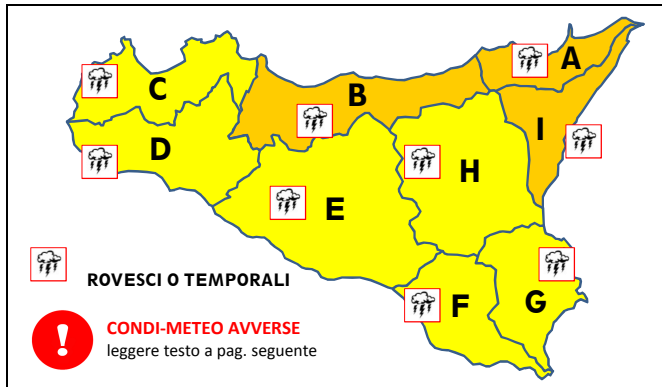 A
C
B
I
D
H
E
G
F
ROVESCI O TEMPORALI
!
CONDI-METEO AVVERSE
leggere testo a pag. seguente